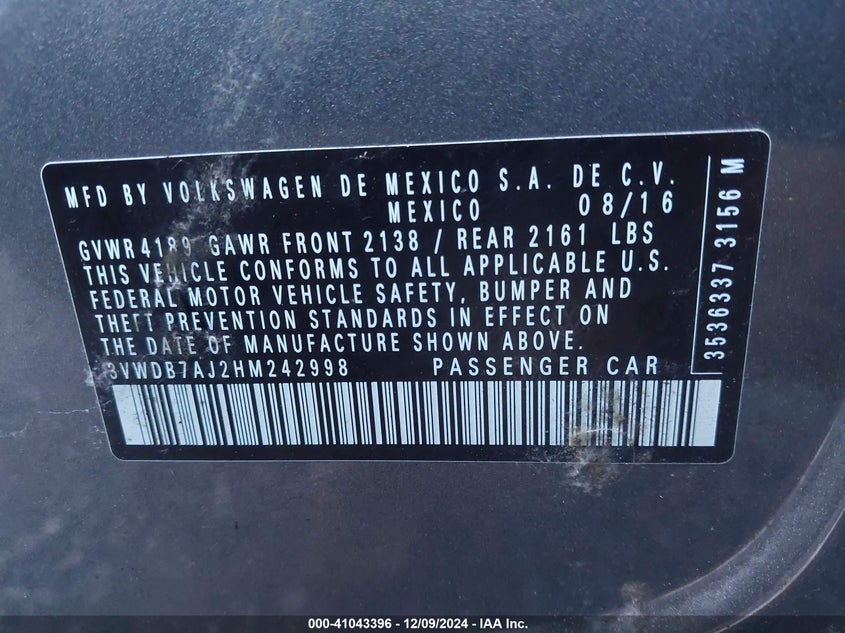 MFD BY VOLKSWAGEN DE MEXICO S.A. DE C.V.
MEXICO 08/16
GVWR 4189 GAWR FRONT 2138 / REAR 2161 LBS
THIS VEHICLE CONFORMS TO ALL APPLICABLE U.S.
FEDERAL MOTOR VEHICLE SAFETY, BUMPER AND
THEFT PREVENTION STANDARDS IN EFFECT ON
THE DATE OF MANUFACTURE SHOWN ABOVE.
3VWDB7AJ2HM242998 PASSENGER CAR
3536337 3156 M
000-41043396 - 12/09/2024 - IAA Inc.